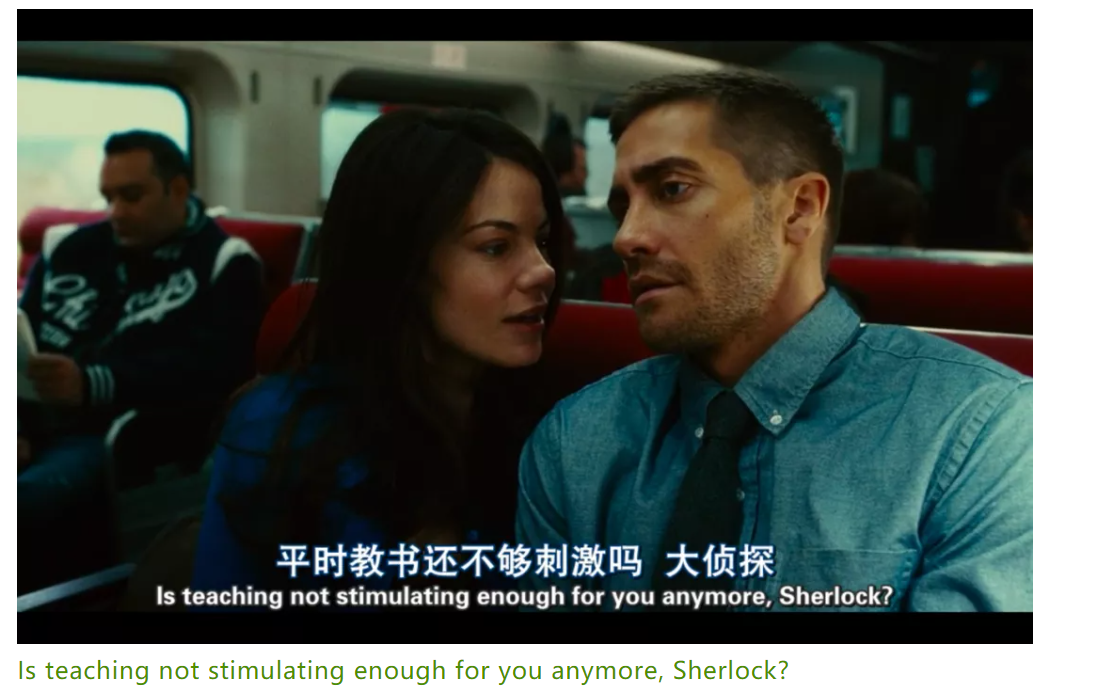 平时教书还不够刺激吗 大侦探
Is teaching not stimulating enough for you anymore, Sherlock?
Is teaching not stimulating enough for you anymore, Sherlock?